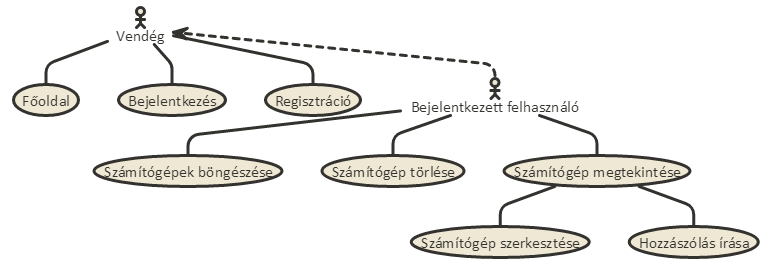 Vendég
Főoldal
Bejelentkezés
Regisztráció
Bejelentkezett felhasználó
Számítógépek böngészése
Számítógép törlése
Számítógép megtekintése
Számítógép szerkesztése
Hozzászólás írása